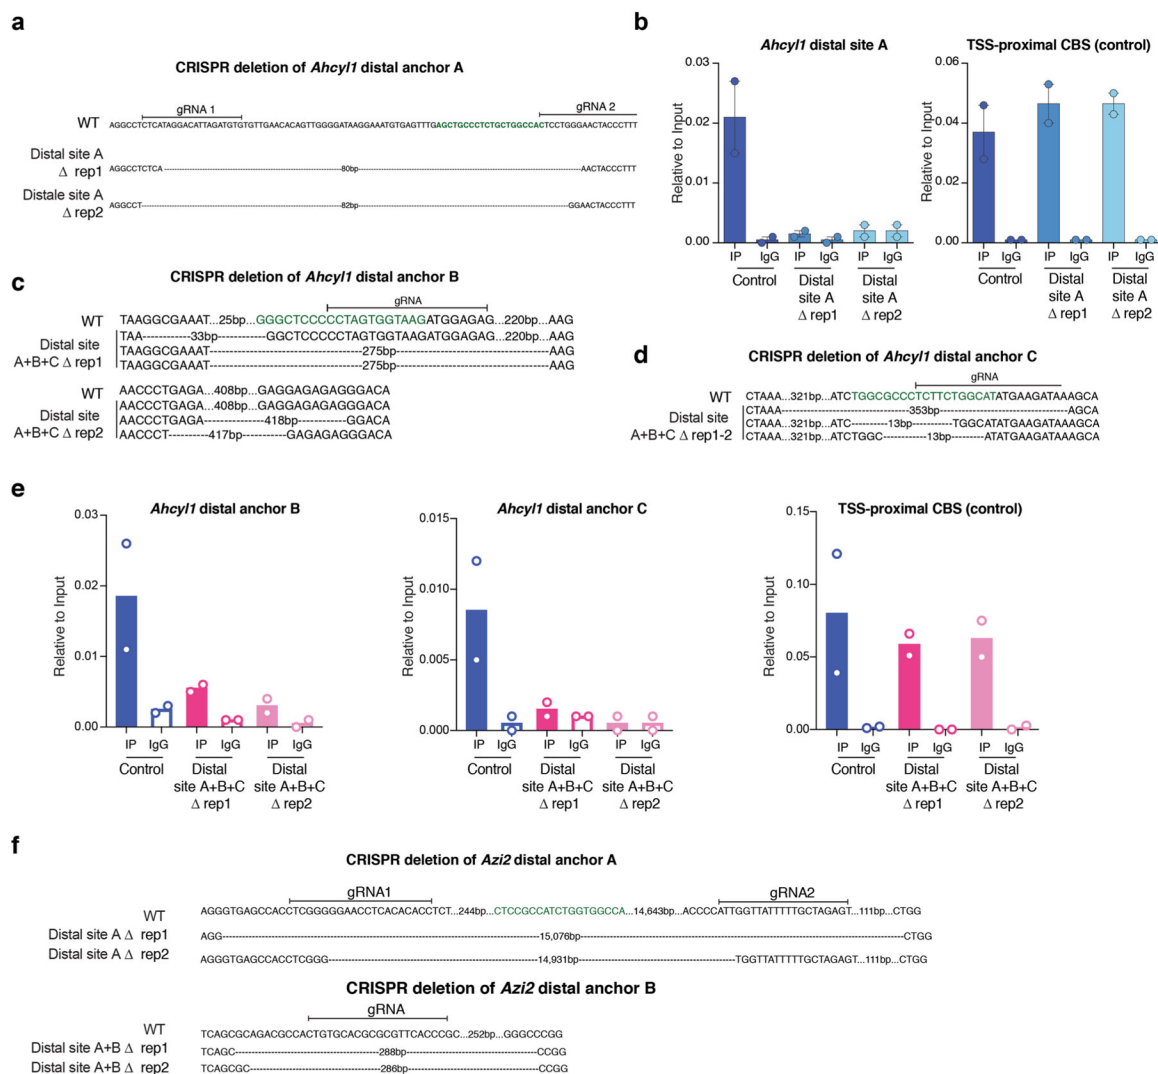 a
CRISPR deletion of Ahcyl1 distal anchor A
gRNA 1
gRNA 2
WT
AGGCCTCTCATAGGACATTAGATGTGTGTTGAACACAGTTGGGGATAAGGAAATGTGAGTTTGAGCTGCCCTCTGCTGGCCACTCCTGGGAACTACCCTTT
Distal site A
Δ rep1
AGGCCTCTCA--------80bp--------AACTACCCTTT
Distale site A
Δ rep2
AGGCCT--------82bp--------GGAACTACCCTTT
b
Ahcyl1 distal site A
Relative to Input
0.03
0.02
0.01
0.00
IP IgG IP IgG IP IgG
Control
Distal
site A
Δ rep1
Distal
site A
Δ rep2
TSS-proximal CBS (control)
Relative to Input
0.06
0.04
0.02
0.00
IP IgG IP IgG IP IgG
Control
Distal
site A
Δ rep1
Distal
site A
Δ rep2
c
CRISPR deletion of Ahcyl1 distal anchor B
gRNA
WT
TAAGGCGAAAT...25bp...GGGCTCCCCCTAGTGGTAAGATGGAGAG...220bp...AAG
Distal site
A+B+C Δ rep1
TAA--------33bp--------GGCTCCCCCTAGTGGTAAGATGGAGAG...220bp...AAG
TAAGGCGAAAT--------275bp--------AAG
TAAGGCGAAAT--------275bp--------AAG
WT
AACCCTGAGA...408bp...GAGGAGAGAGGGACA
Distal site
A+B+C Δ rep2
AACCCTGAGA...408bp...GAGGAGAGAGGGACA
AACCCTGAGA--------418bp--------GGACA
AACCCT--------417bp--------GAGAGAGGGACA
d
CRISPR deletion of Ahcyl1 distal anchor C
gRNA
WT
CTAAA...321bp...ATCTGGCGCCCTCTTCTGGCATATGAAGATAAAGCA
Distal site
A+B+C Δ rep1-2
CTAAA--------353bp--------AGCA
CTAAA...321bp...ATC--------13bp--------TGGCATATGAAGATAAAGCA
CTAAA...321bp...ATCTGGC--------13bp--------ATATGAAGATAAAGCA
e
Ahcyl1 distal anchor B
Relative to Input
0.03
0.02
0.01
0.00
IP IgG IP IgG IP IgG
Control
Distal
site A+B+C
Δ rep1
Distal
site A+B+C
Δ rep2
Ahcyl1 distal anchor C
Relative to Input
0.015
0.010
0.005
0.000
IP IgG IP IgG IP IgG
Control
Distal
site A+B+C
Δ rep1
Distal
site A+B+C
Δ rep2
TSS-proximal CBS (control)
Relative to Input
0.15
0.10
0.05
0.00
IP IgG IP IgG IP IgG
Control
Distal
site A+B+C
Δ rep1
Distal
site A+B+C
Δ rep2
f
CRISPR deletion of Azi2 distal anchor A
gRNA1
gRNA2
WT
AGGGTGAGCCACCTCGGGGGAACCTCACACACCTCT...244bp...CTCCGCCATCTGGTGGCCA...14,643bp...ACCCCATTGGTTATTTTTGCTAGAGT...111bp...CTGG
Distal site A Δ rep1
AGG--------15,076bp--------CTGG
Distal site A Δ rep2
AGGGTGAGCCACCTCGGG--------14,931bp--------TGGTTATTTTTGCTAGAGT...111bp...CTGG
CRISPR deletion of Azi2 distal anchor B
gRNA
WT
TCAGCGCAGACGCCACTGTGCACGCGCGTTCACCCGC...252bp...GGGCCCGG
Distal site A+B Δ rep1
TCAGC--------288bp--------CCGG
Distal site A+B Δ rep2
TCAGCGC--------286bp--------CCGG